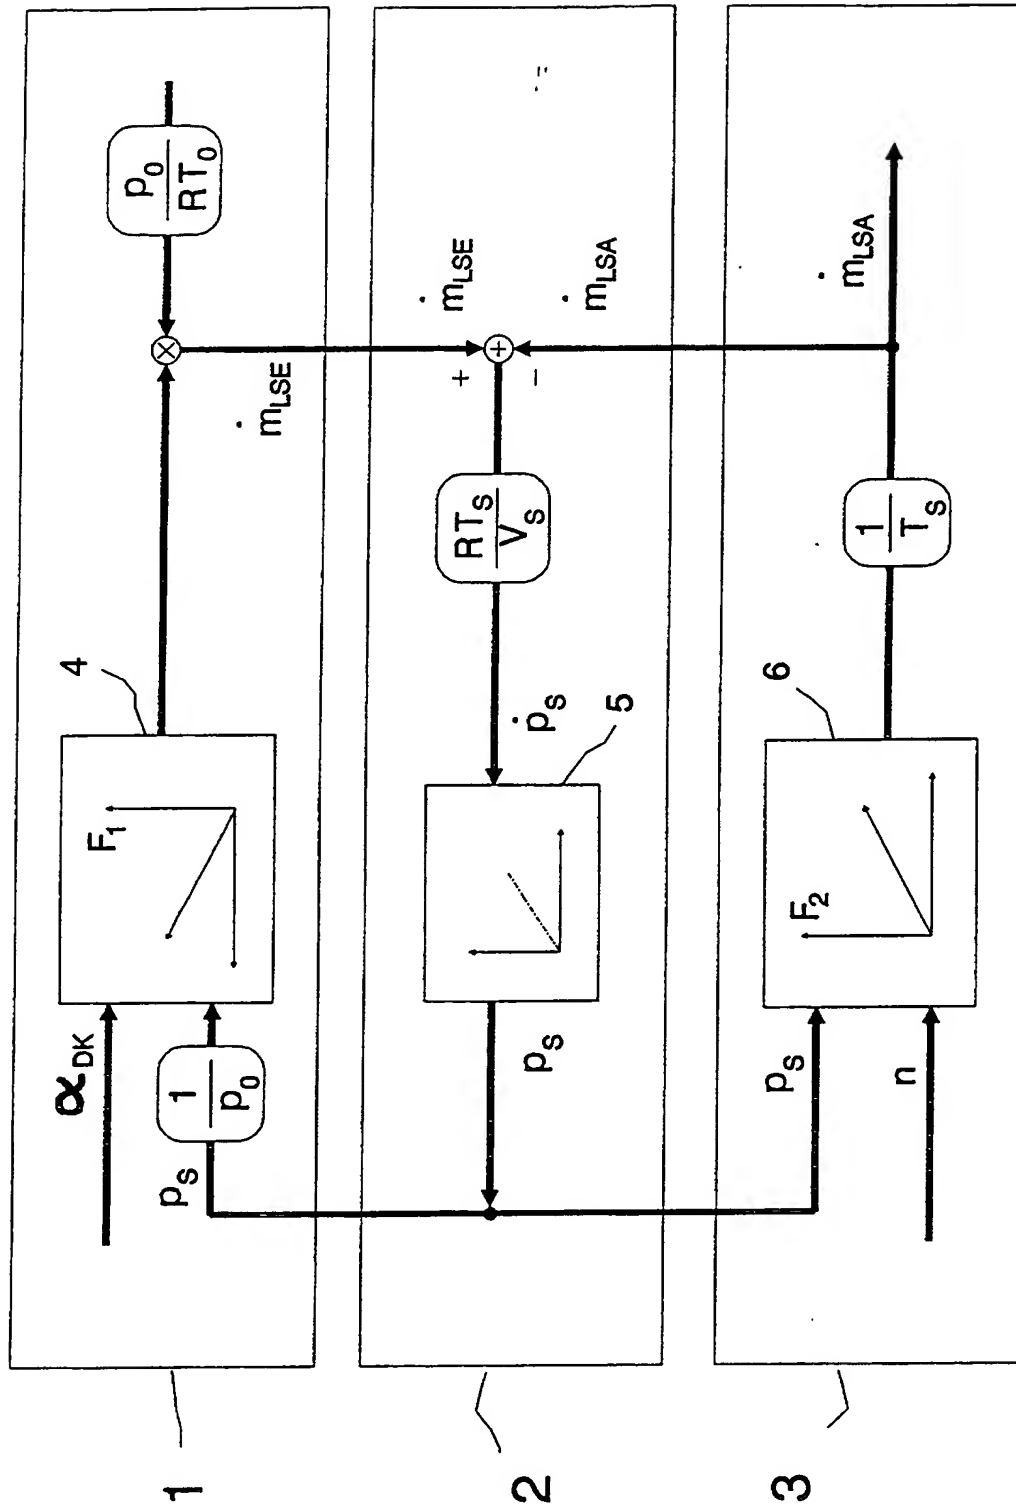 1
α_DK
p_S
1
p_0
F_1
4
ṁ_LSE
p_0
RT_0
2
p_S
5
ṗ_S
RT_S
V_S
+
−
ṁ_LSE
ṁ_LSA
3
p_S
n
F_2
6
1
T_S
ṁ_LSA